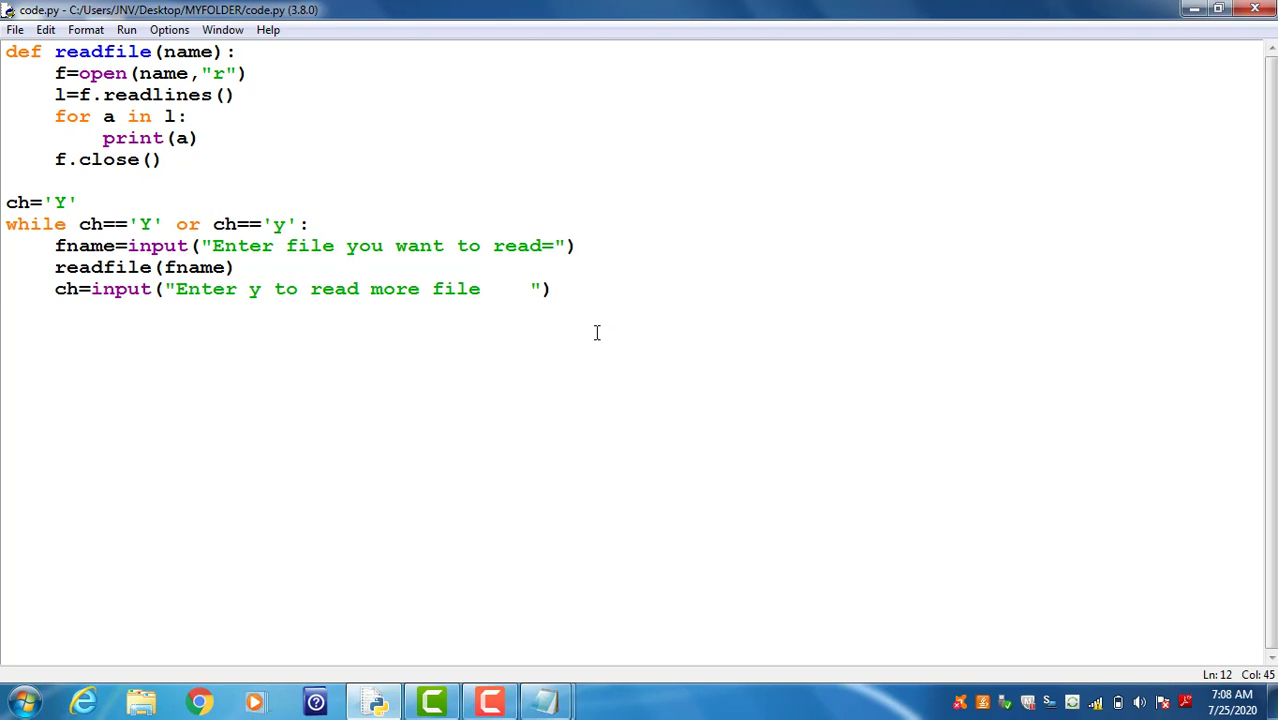 code.py - C:/Users/JNV/Desktop/MYFOLDER/code.py (3.8.0)
File Edit Format Run Options Window Help
def readfile(name):
    f=open(name,"r")
    l=f.readlines()
    for a in l:
        print(a)
    f.close()

ch='Y'
while ch=='Y' or ch=='y':
    fname=input("Enter file you want to read=")
    readfile(fname)
    ch=input("Enter y to read more file    ")
Ln: 12 Col: 45
7:08 AM
7/25/2020